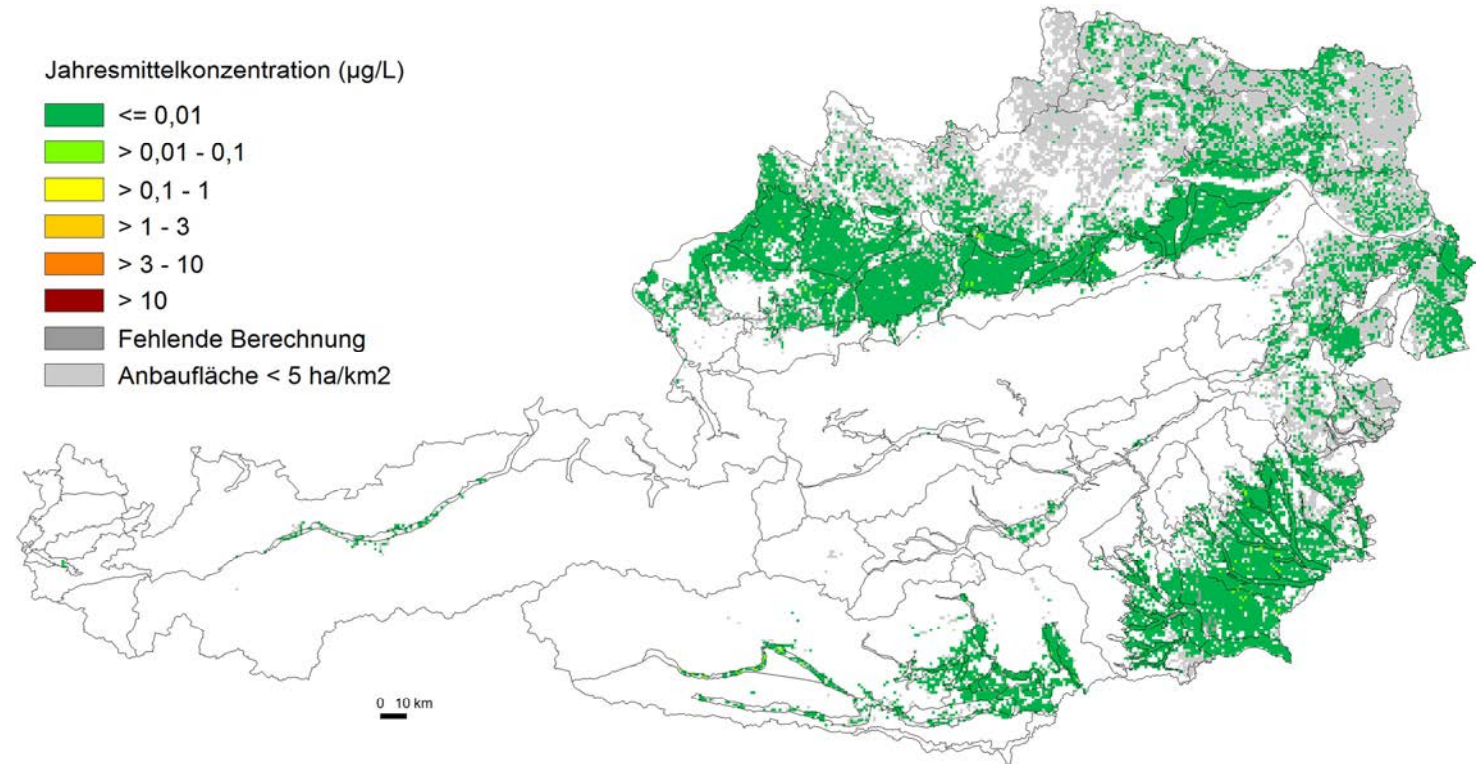 Jahresmittelkonzentration (µg/L)
<= 0,01
> 0,01 - 0,1
> 0,1 - 1
> 1 - 3
> 3 - 10
> 10
Fehlende Berechnung
Anbaufläche < 5 ha/km2
0 10 km